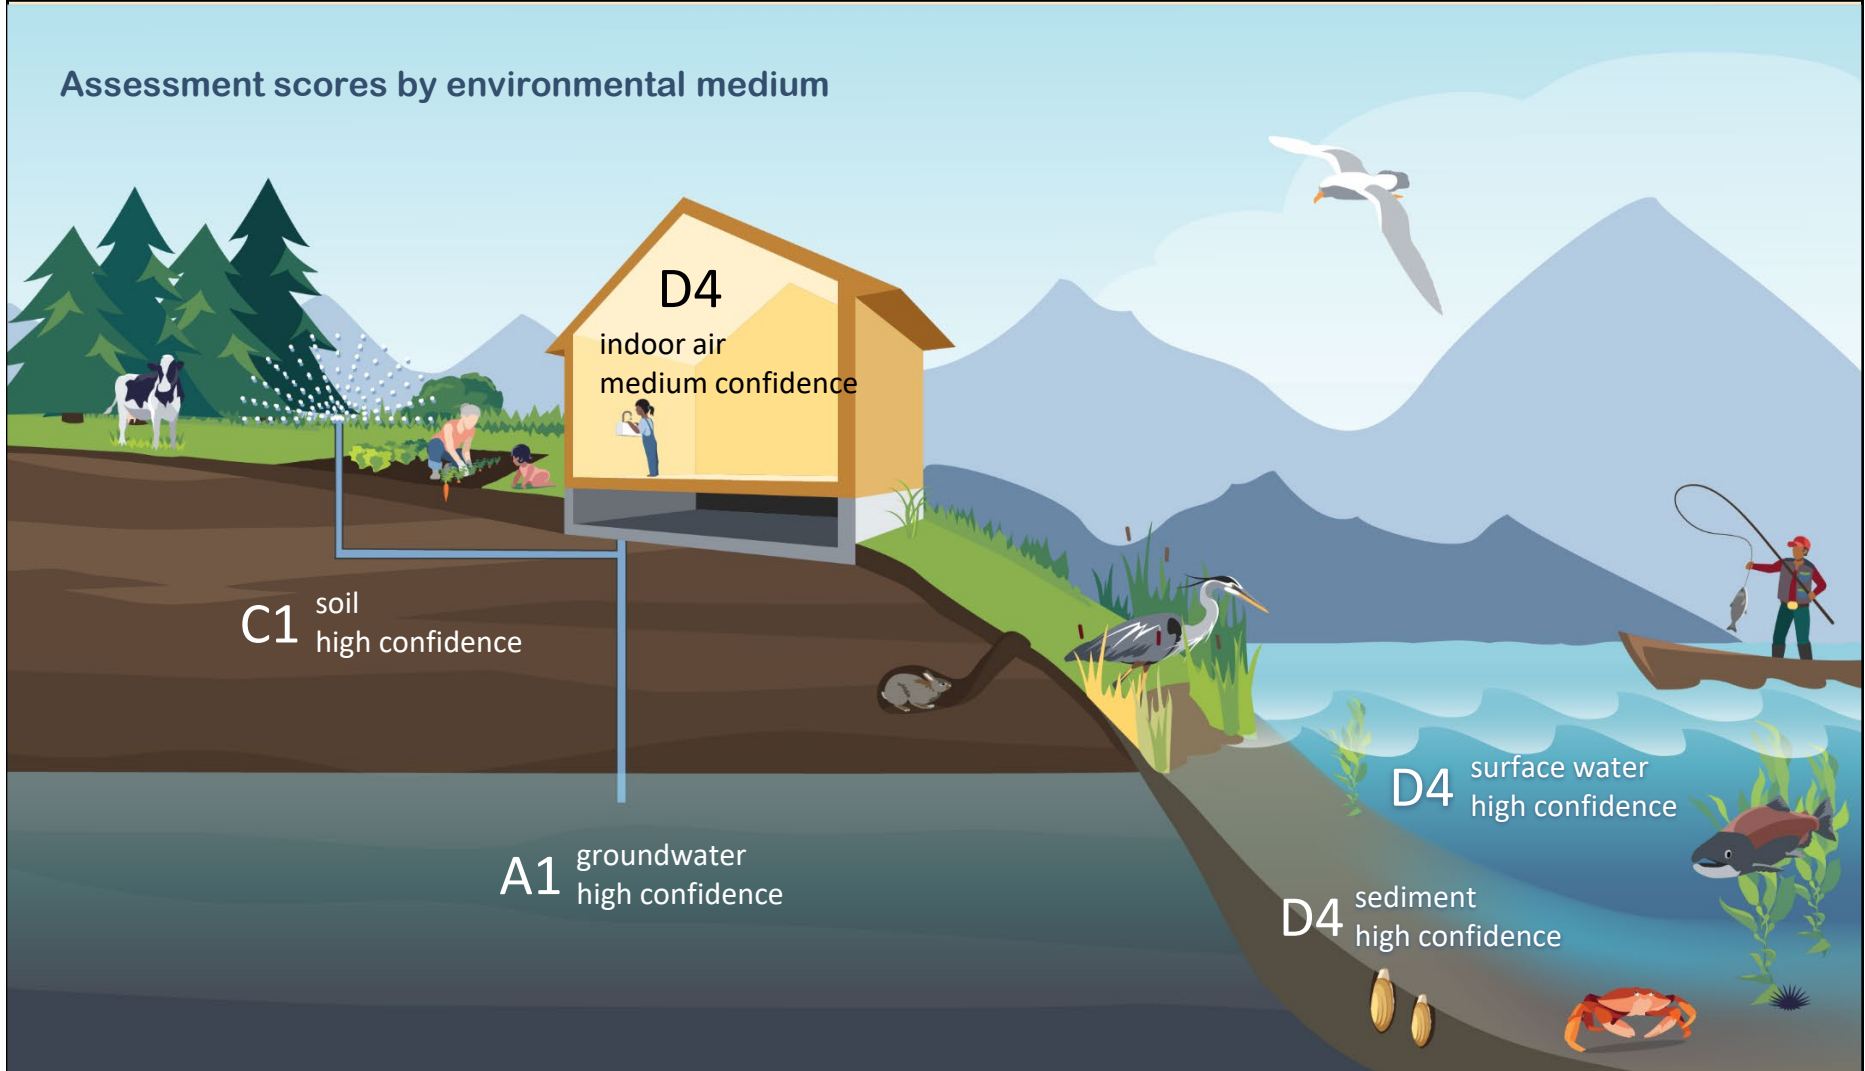 Assessment scores by environmental medium
D4
indoor air
medium confidence
C1
soil
high confidence
A1
groundwater
high confidence
D4
surface water
high confidence
D4
sediment
high confidence